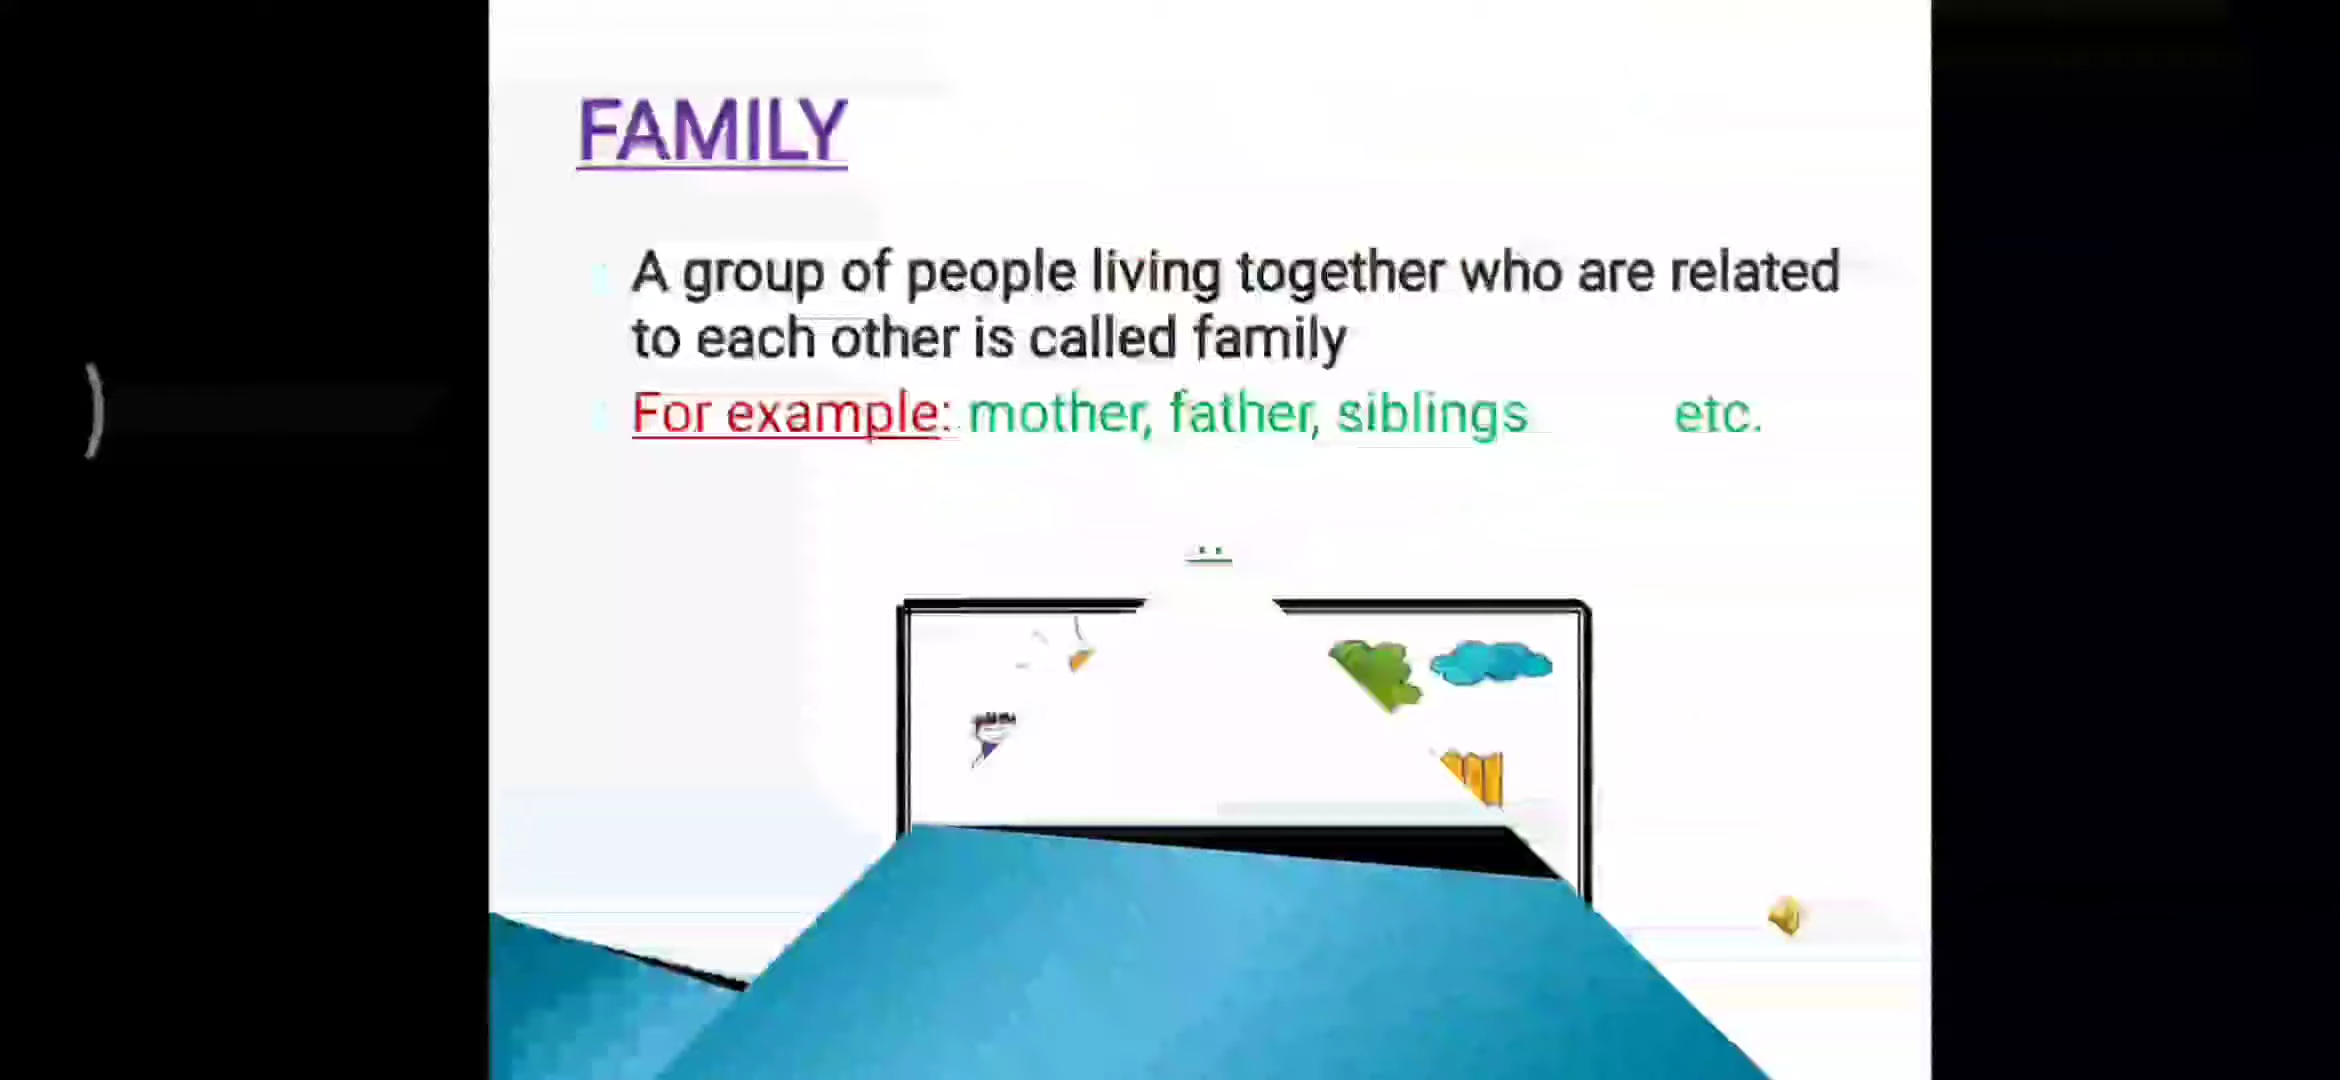 FAMILY
A group of people living together who are related
to each other is called family
For example: mother, father, siblings etc.